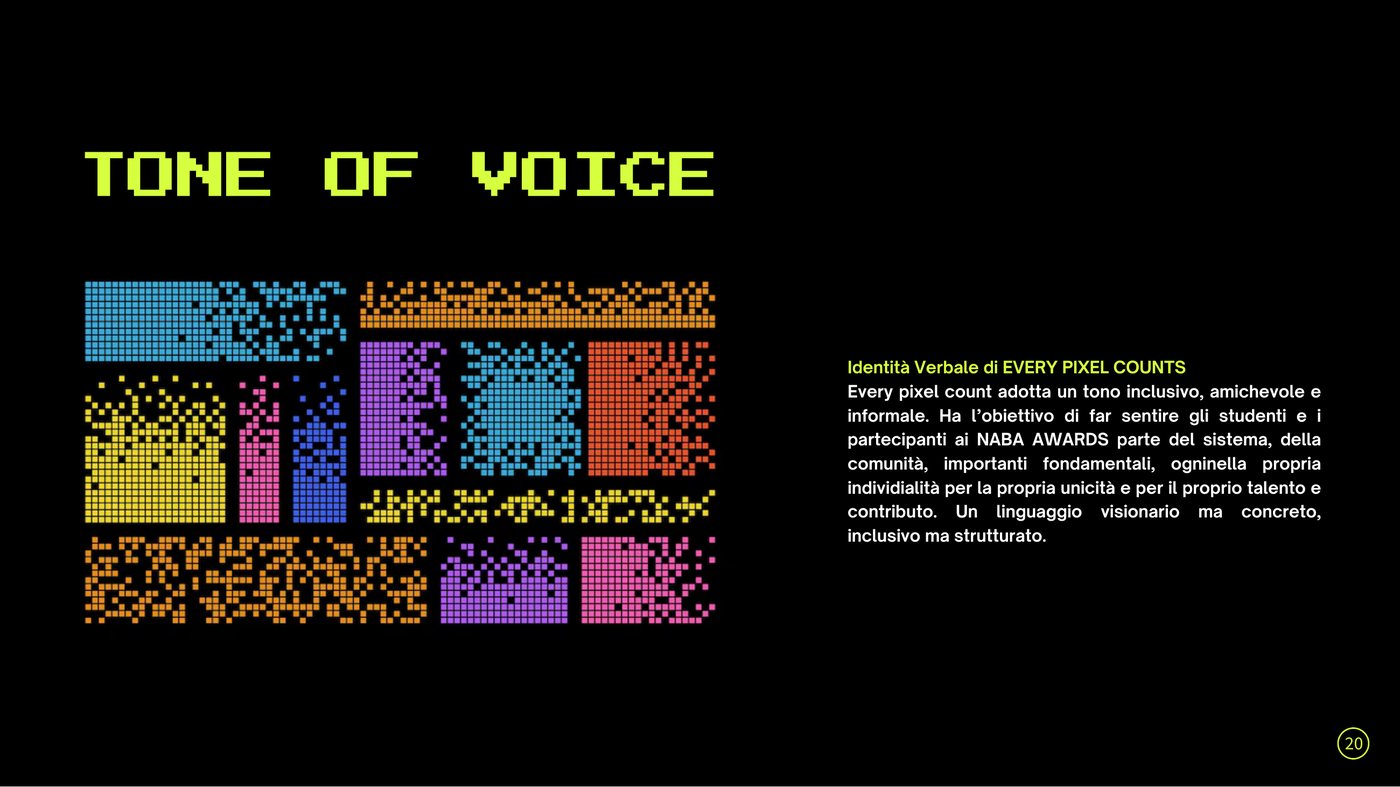 TONE OF VOICE
Identità Verbale di EVERY PIXEL COUNTS
Every pixel count adotta un tono inclusivo, amichevole e
informale. Ha l’obiettivo di far sentire gli studenti e i
partecipanti ai NABA AWARDS parte del sistema, della
comunità, importanti fondamentali, ogninella propria
individialità per la propria unicità e per il proprio talento e
contributo. Un linguaggio visionario ma concreto,
inclusivo ma strutturato.
20